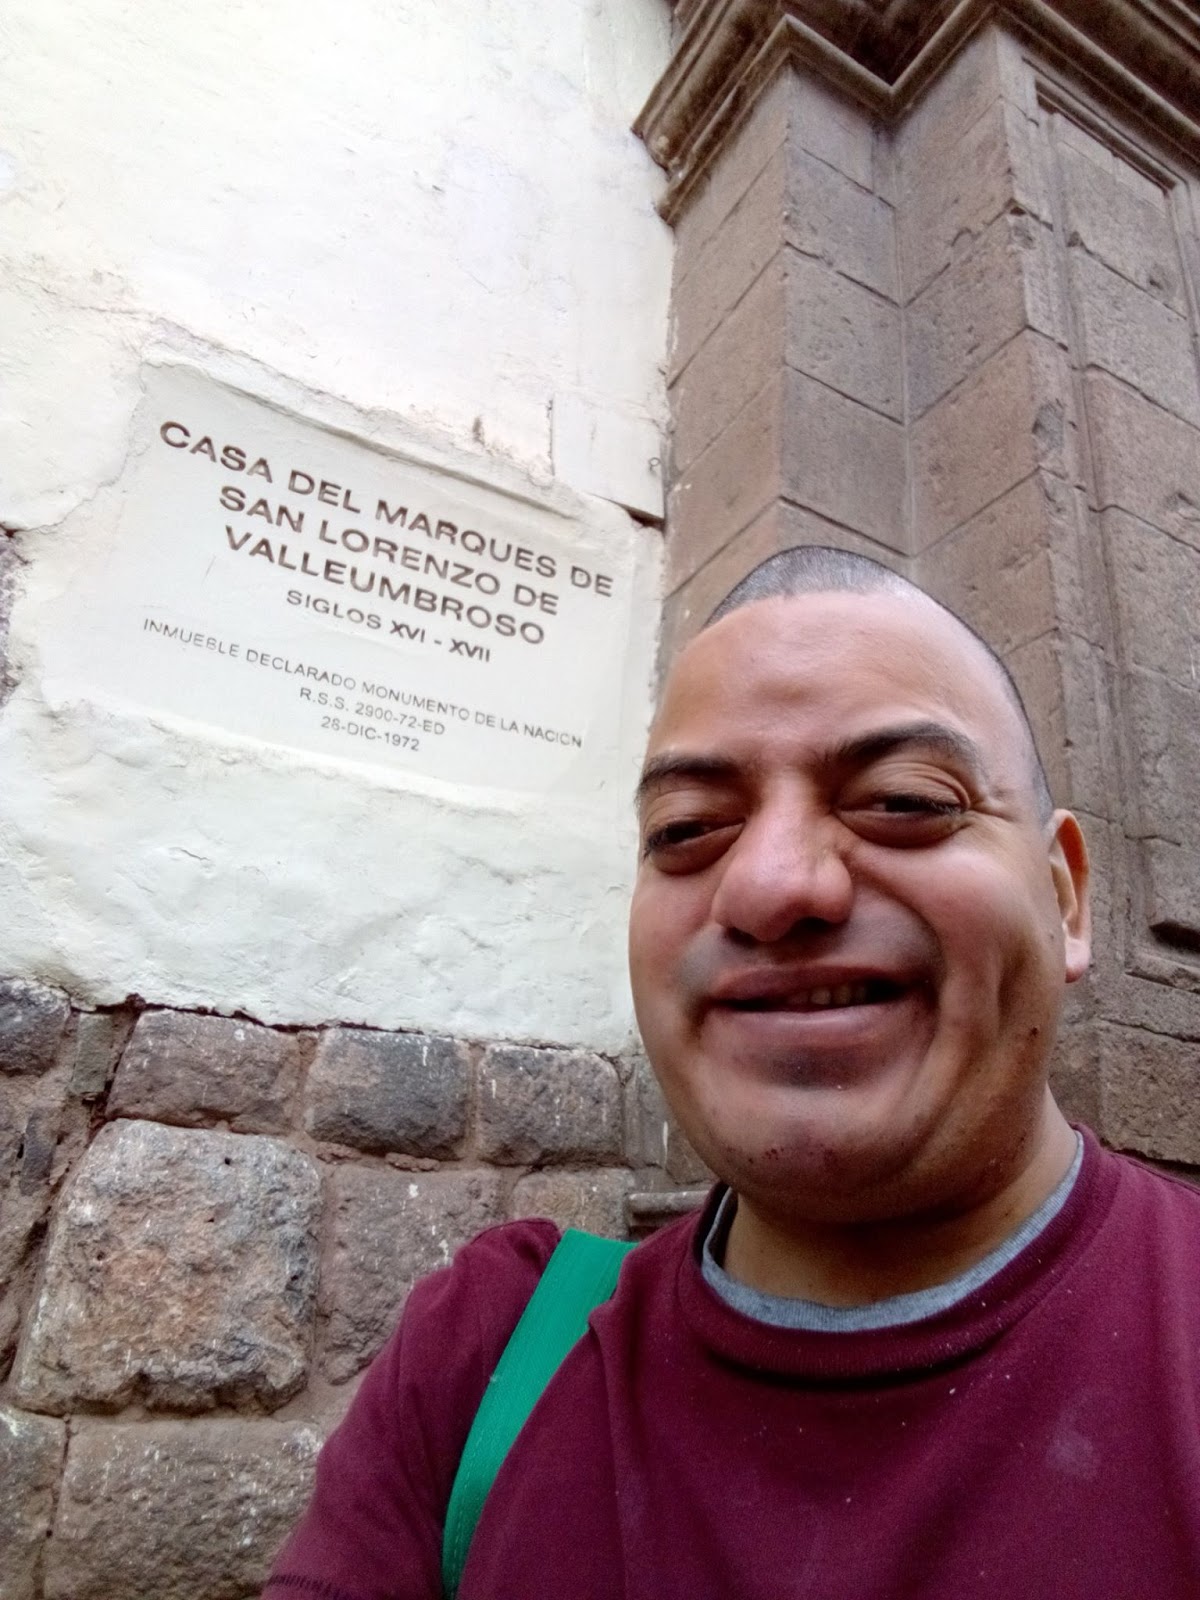 CASA DEL MARQUES DE
SAN LORENZO DE
VALLEUMBROSO
SIGLOS XVI - XVII
INMUEBLE DECLARADO MONUMENTO DE LA NACION
R.S.S. 2900-72-ED
28-DIC-1972